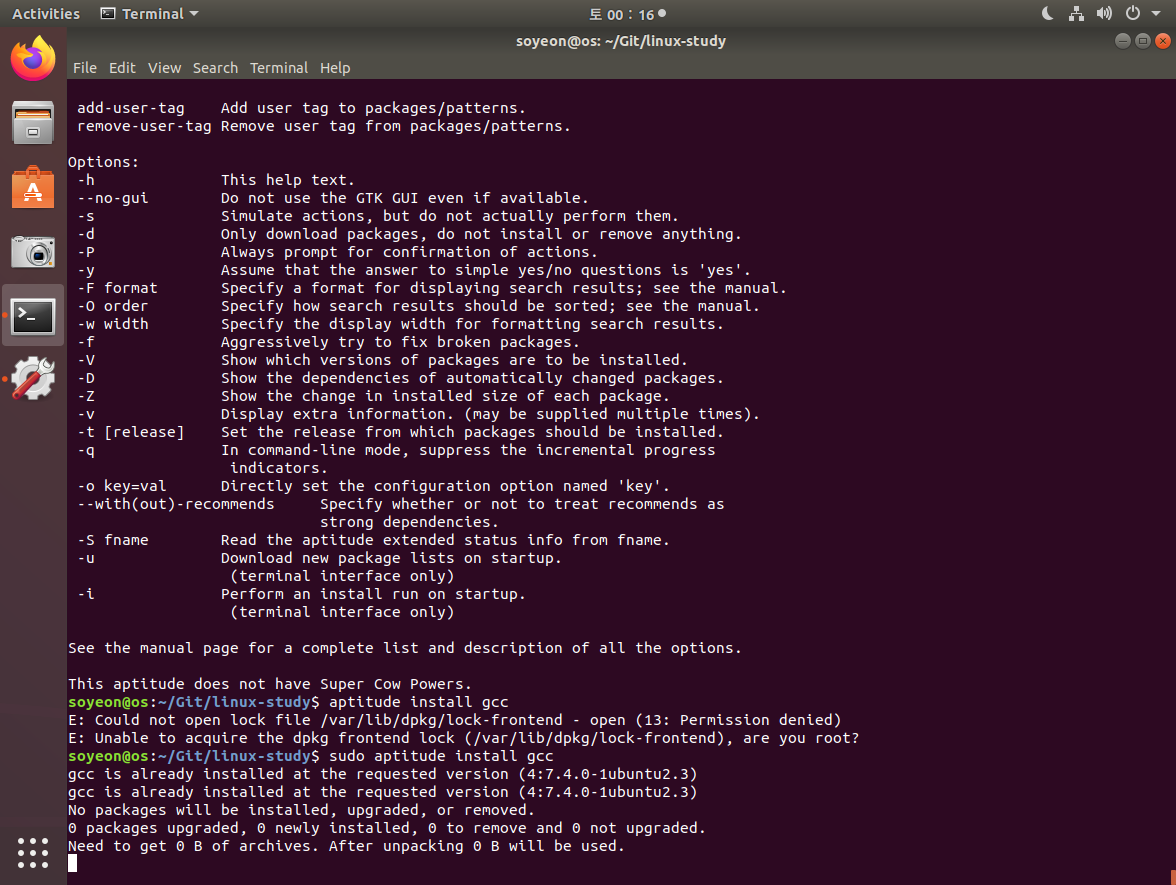 Activities Terminal 토 00 : 16
soyeon@os: ~/Git/linux-study
File Edit View Search Terminal Help
add-user-tag    Add user tag to packages/patterns.
remove-user-tag Remove user tag from packages/patterns.
Options:
-h              This help text.
--no-gui        Do not use the GTK GUI even if available.
-s              Simulate actions, but do not actually perform them.
-d              Only download packages, do not install or remove anything.
-P              Always prompt for confirmation of actions.
-y              Assume that the answer to simple yes/no questions is 'yes'.
-F format       Specify a format for displaying search results; see the manual.
-O order        Specify how search results should be sorted; see the manual.
-w width        Specify the display width for formatting search results.
-f              Aggressively try to fix broken packages.
-V              Show which versions of packages are to be installed.
-D              Show the dependencies of automatically changed packages.
-Z              Show the change in installed size of each package.
-v              Display extra information. (may be supplied multiple times).
-t [release]    Set the release from which packages should be installed.
-q              In command-line mode, suppress the incremental progress
indicators.
-o key=val      Directly set the configuration option named 'key'.
--with(out)-recommends     Specify whether or not to treat recommends as
strong dependencies.
-S fname        Read the aptitude extended status info from fname.
-u              Download new package lists on startup.
(terminal interface only)
-i              Perform an install run on startup.
(terminal interface only)
See the manual page for a complete list and description of all the options.
This aptitude does not have Super Cow Powers.
soyeon@os:~/Git/linux-study$ aptitude install gcc
E: Could not open lock file /var/lib/dpkg/lock-frontend - open (13: Permission denied)
E: Unable to acquire the dpkg frontend lock (/var/lib/dpkg/lock-frontend), are you root?
soyeon@os:~/Git/linux-study$ sudo aptitude install gcc
gcc is already installed at the requested version (4:7.4.0-1ubuntu2.3)
gcc is already installed at the requested version (4:7.4.0-1ubuntu2.3)
No packages will be installed, upgraded, or removed.
0 packages upgraded, 0 newly installed, 0 to remove and 0 not upgraded.
Need to get 0 B of archives. After unpacking 0 B will be used.